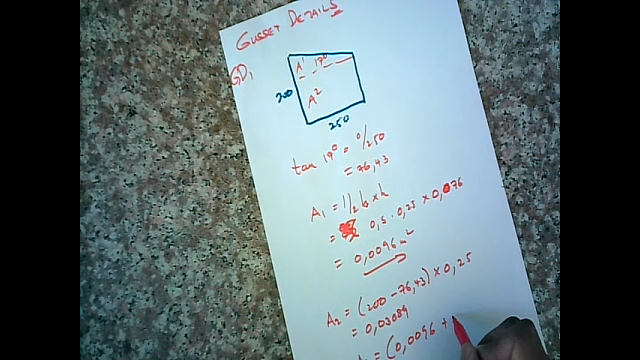 GUSSET DETAILS
GD1
A¹ 19°
200
A²
250
tan 19° = o/250
= 76,43
A1 = 1/2 b x h
= 0,5 . 0,25 x 0,076
= 0,0096 m²
A2 = (200 - 76,43) x 0,25
= 0,03089
= (0,0096 +